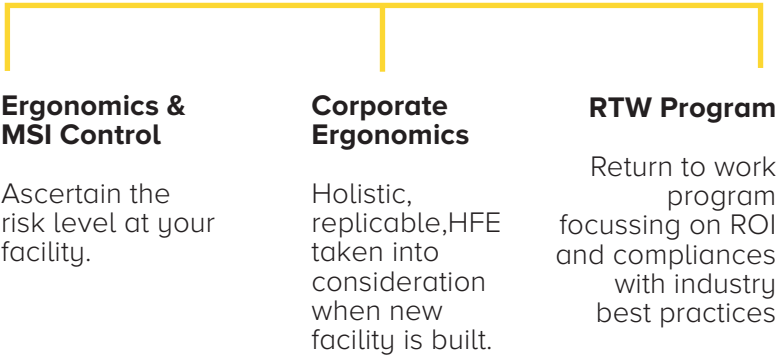 Ergonomics &
MSI Control
Ascertain the
risk level at your
facility.
Corporate
Ergonomics
Holistic,
replicable,HFE
taken into
consideration
when new
facility is built.
RTW Program
Return to work
program
focussing on ROI
and compliances
with industry
best practices